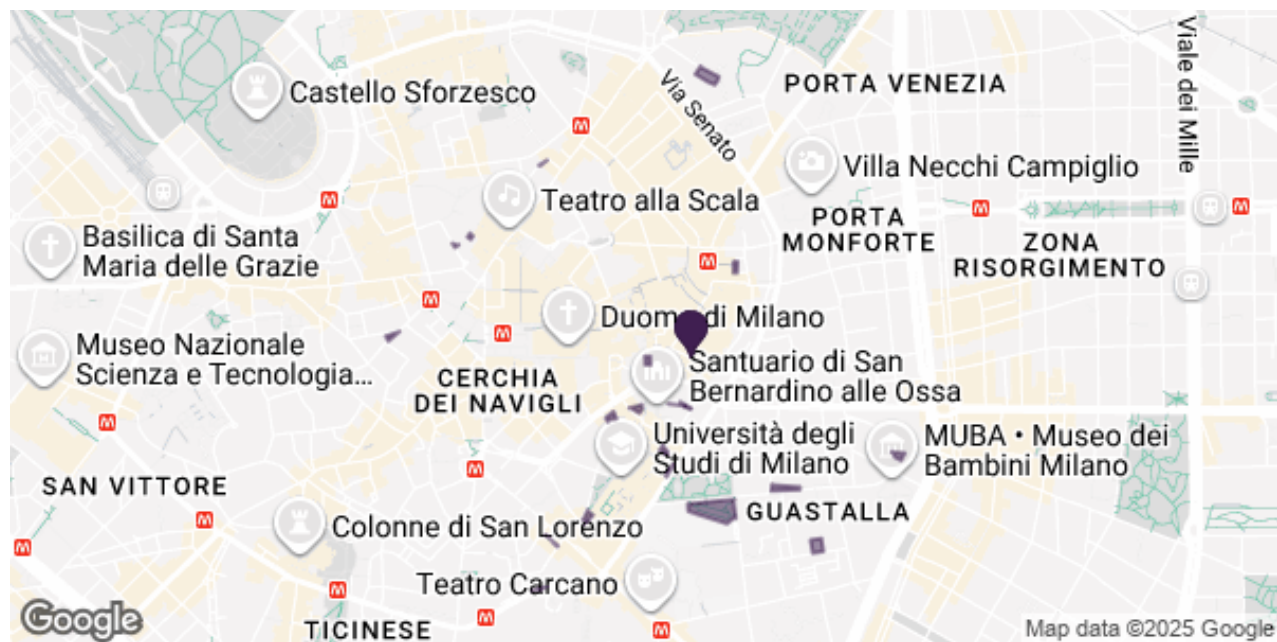 Viale dei Mille
PORTA VENEZIA
Castello Sforzesco
Via Senato
Villa Necchi Campiglio
Teatro alla Scala
PORTA
MONFORTE
ZONA
RISORGIMENTO
Basilica di Santa
Maria delle Grazie
Duomo di Milano
Museo Nazionale
Scienza e Tecnologia...
CERCHIA
DEI NAVIGLI
Santuario di San
Bernardino alle Ossa
Università degli
Studi di Milano
MUBA • Museo dei
Bambini Milano
SAN VITTORE
GUASTALLA
Colonne di San Lorenzo
Teatro Carcano
TICINESE
Google
Map data ©2025 Google